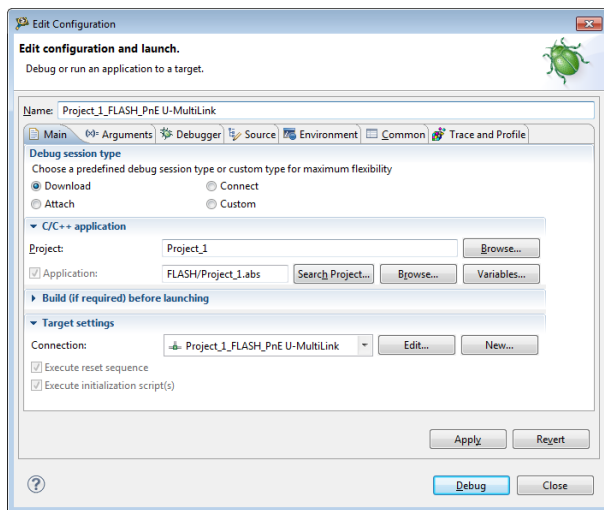 Edit Configuration
Edit configuration and launch.
Debug or run an application to a target.
Name: Project_1_FLASH_PnE U-MultiLink
Main (x)= Arguments Debugger Source Environment Common Trace and Profile
Debug session type
Choose a predefined debug session type or custom type for maximum flexibility
Download Connect
Attach Custom
C/C++ application
Project: Project_1 Browse...
Application: FLASH/Project_1.abs Search Project... Browse... Variables...
Build (if required) before launching
Target settings
Connection: Project_1_FLASH_PnE U-MultiLink Edit... New...
Execute reset sequence
Execute initialization script(s)
Apply Revert
? Debug Close